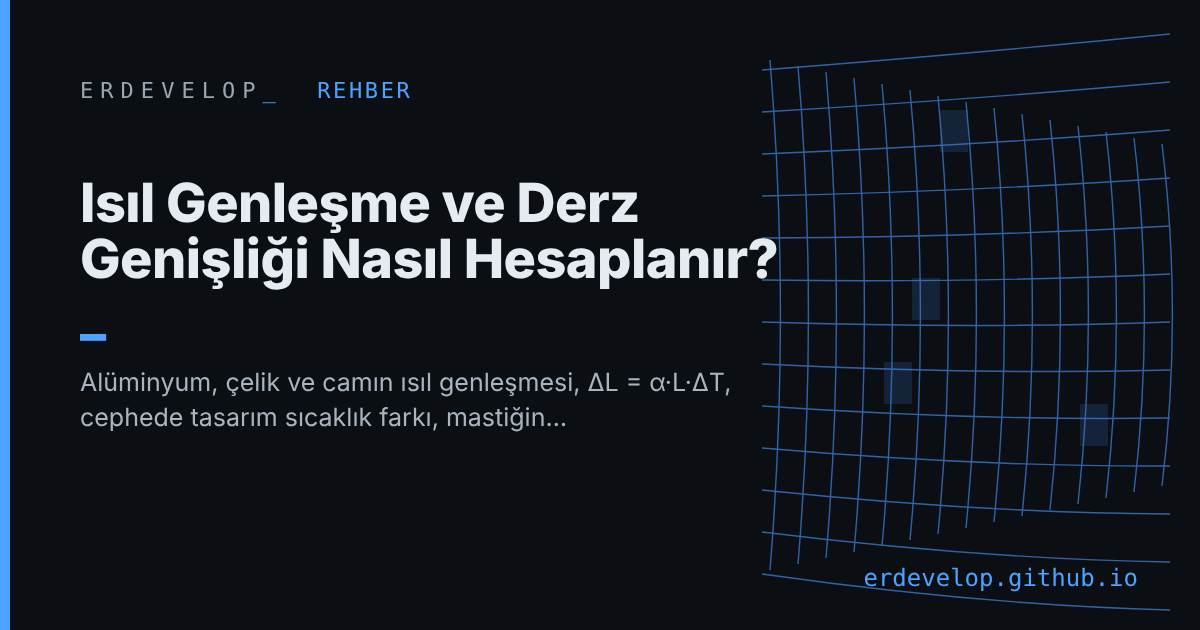 ERDEVELOP_ REHBER
Isıl Genleşme ve Derz
Genişliği Nasıl Hesaplanır?
Alüminyum, çelik ve camın ısıl genleşmesi, ΔL = α·L·ΔT,
cephede tasarım sıcaklık farkı, mastiğin...
erdevelop.github.io